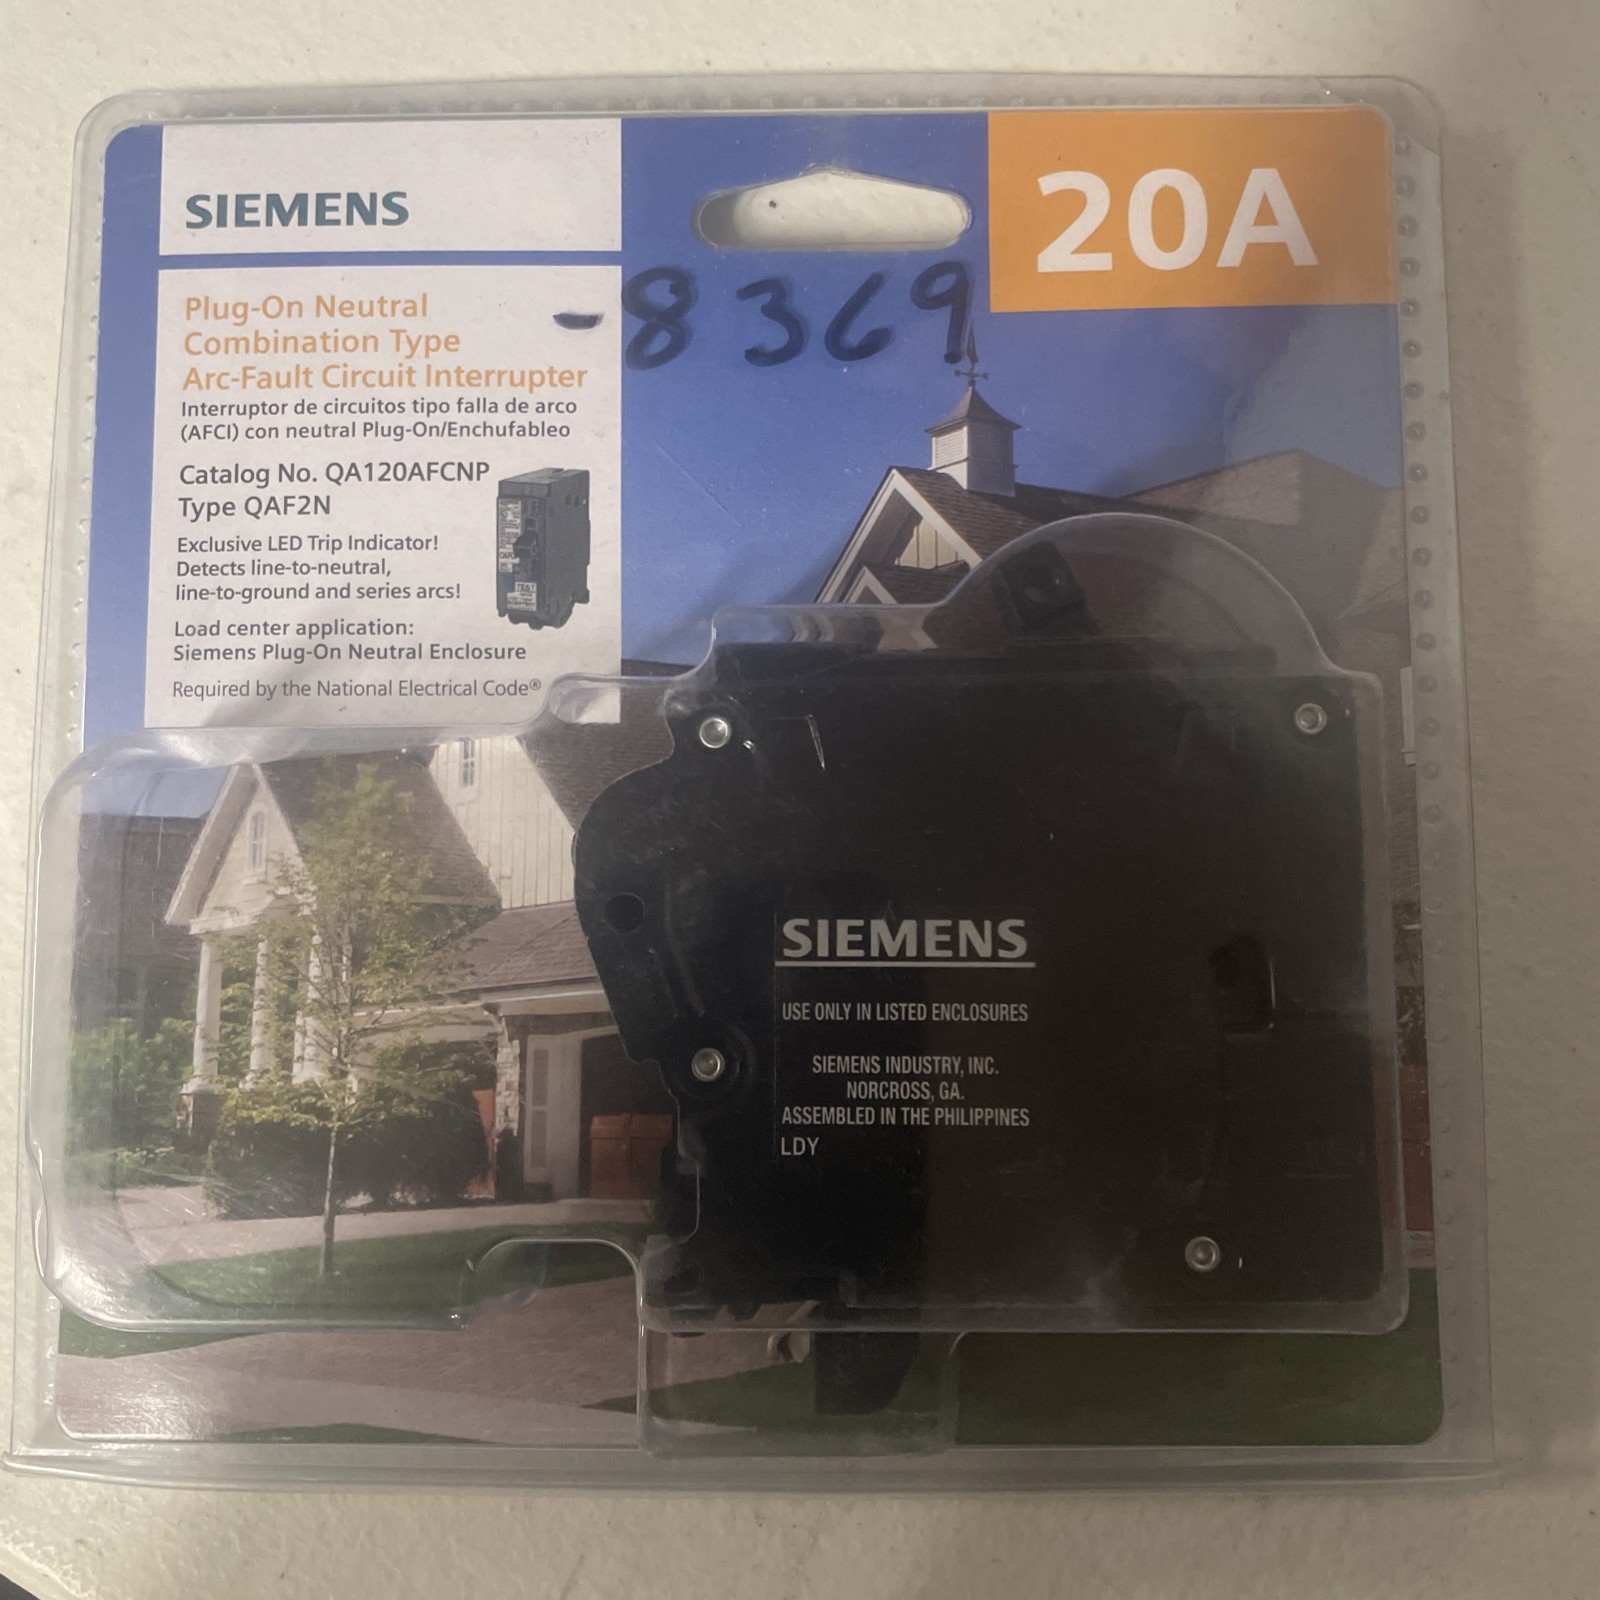 SIEMENS
20A
8369
Plug-On Neutral
Combination Type
Arc-Fault Circuit Interrupter
Interruptor de circuitos tipo falla de arco
(AFCI) con neutral Plug-On/Enchufableo
Catalog No. QA120AFCNP
Type QAF2N
Exclusive LED Trip Indicator!
Detects line-to-neutral,
line-to-ground and series arcs!
Load center application:
Siemens Plug-On Neutral Enclosure
Required by the National Electrical Code®
TEST
SIEMENS
USE ONLY IN LISTED ENCLOSURES
SIEMENS INDUSTRY, INC.
NORCROSS, GA.
ASSEMBLED IN THE PHILIPPINES
LDY